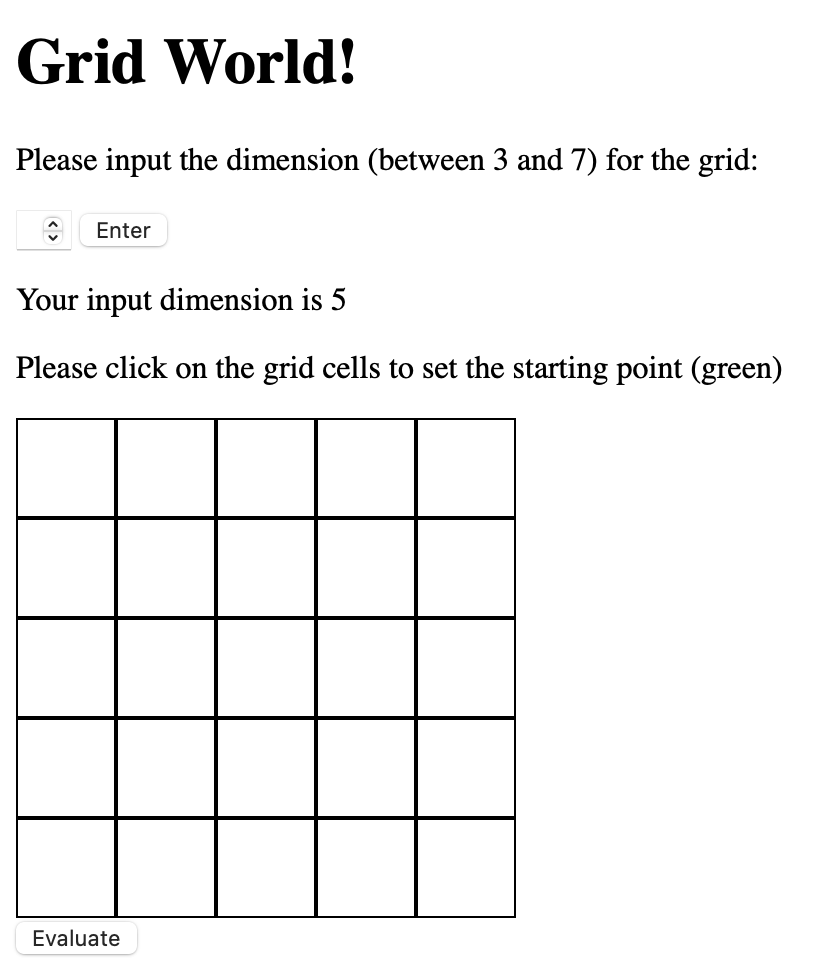 Grid World!
Please input the dimension (between 3 and 7) for the grid:
Enter
Your input dimension is 5
Please click on the grid cells to set the starting point (green)
Evaluate